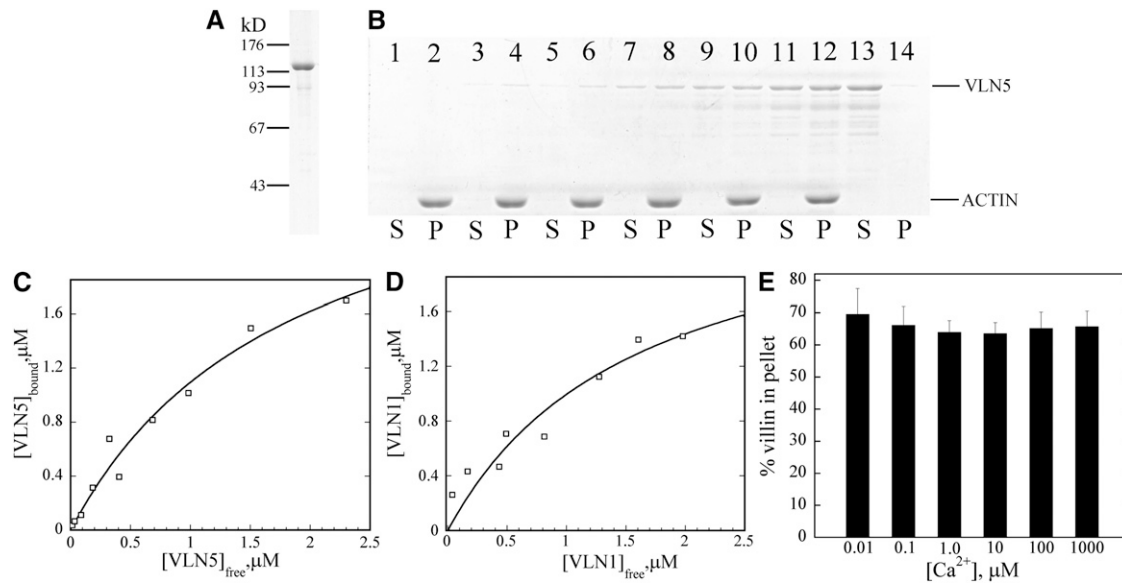 A
kD
176
113
93
67
43
B
1 2 3 4 5 6 7 8 9 10 11 12 13 14
VLN5
ACTIN
S P S P S P S P S P S P S P
C
[VLN5]bound,μM
1.6
1.2
0.8
0.4
0
0 0.5 1 1.5 2 2.5
[VLN5]free,μM
D
[VLN1]bound,μM
1.6
1.2
0.8
0.4
0
0 0.5 1 1.5 2 2.5
[VLN1]free,μM
E
% villin in pellet
80
70
60
50
40
30
20
10
0
0.01 0.1 1.0 10 100 1000
[Ca2+], μM